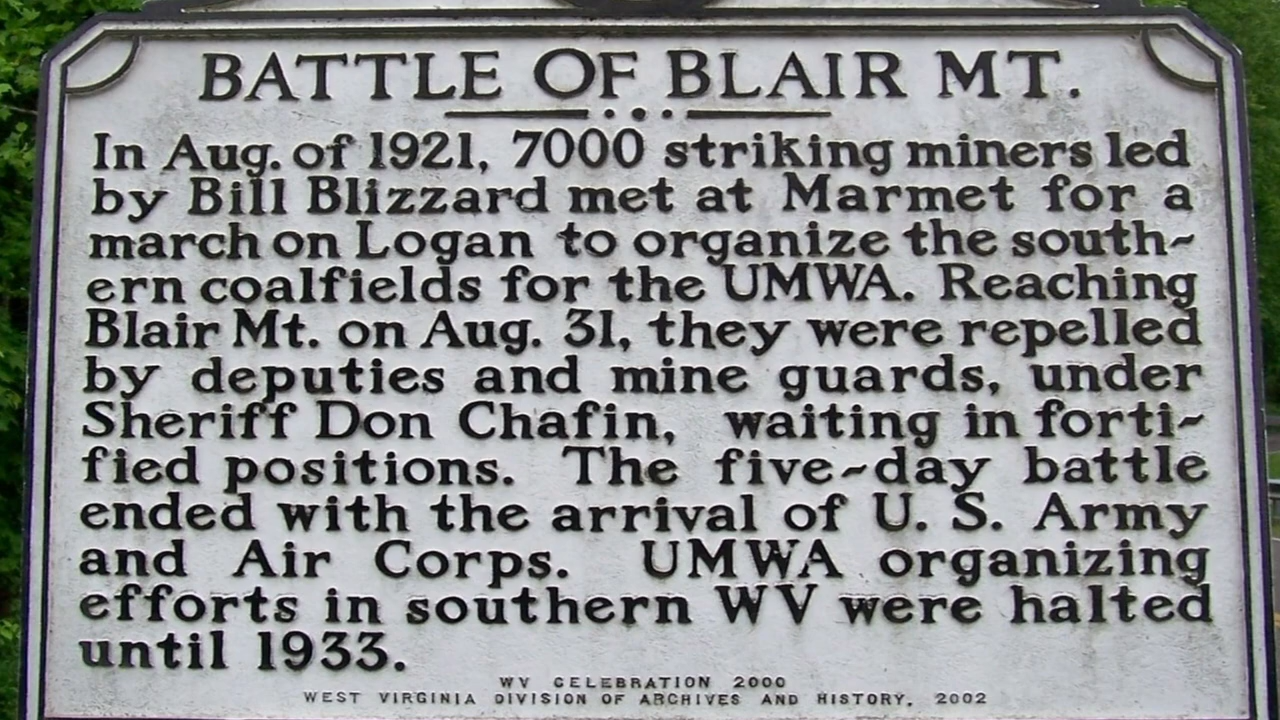 BATTLE OF BLAIR MT.
In Aug. of 1921, 7000 striking miners led
by Bill Blizzard met at Marmet for a
march on Logan to organize the south-
ern coalfields for the UMWA. Reaching
Blair Mt. on Aug. 31, they were repelled
by deputies and mine guards, under
Sheriff Don Chafin, waiting in forti-
fied positions. The five-day battle
ended with the arrival of U. S. Army
and Air Corps. UMWA organizing
efforts in southern WV were halted
until 1933.
WV CELEBRATION 2000
WEST VIRGINIA DIVISION OF ARCHIVES AND HISTORY, 2002